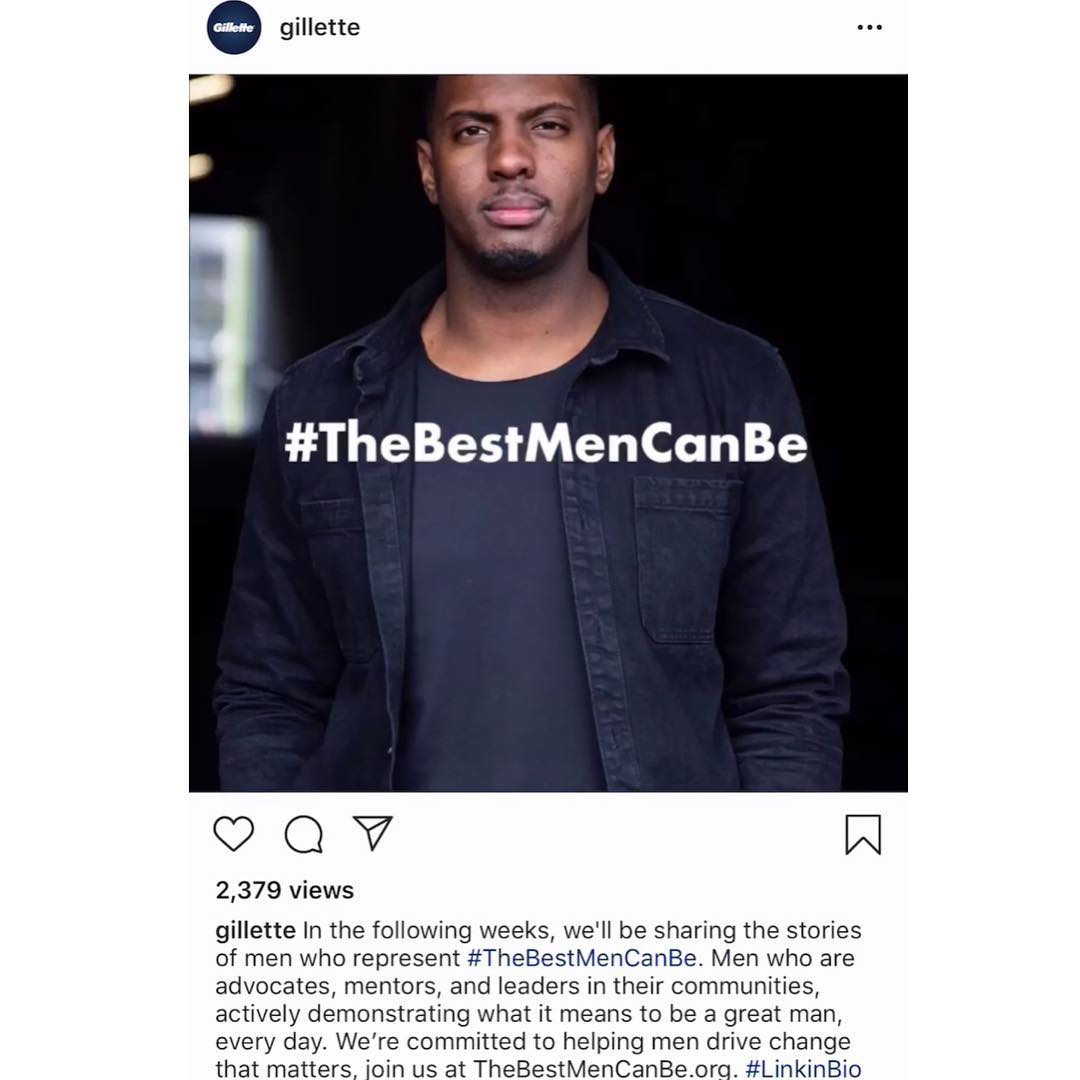 Gillette
gillette
#TheBestMenCanBe
2,379 views
gillette In the following weeks, we'll be sharing the stories
of men who represent #TheBestMenCanBe. Men who are
advocates, mentors, and leaders in their communities,
actively demonstrating what it means to be a great man,
every day. We’re committed to helping men drive change
that matters, join us at TheBestMenCanBe.org. #LinkinBio